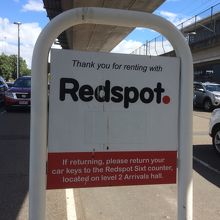 Thank you for renting with
Redspot.
If returning, please return your
car keys to the Redspot Sixt counter,
located on level 2 Arrivals hall.